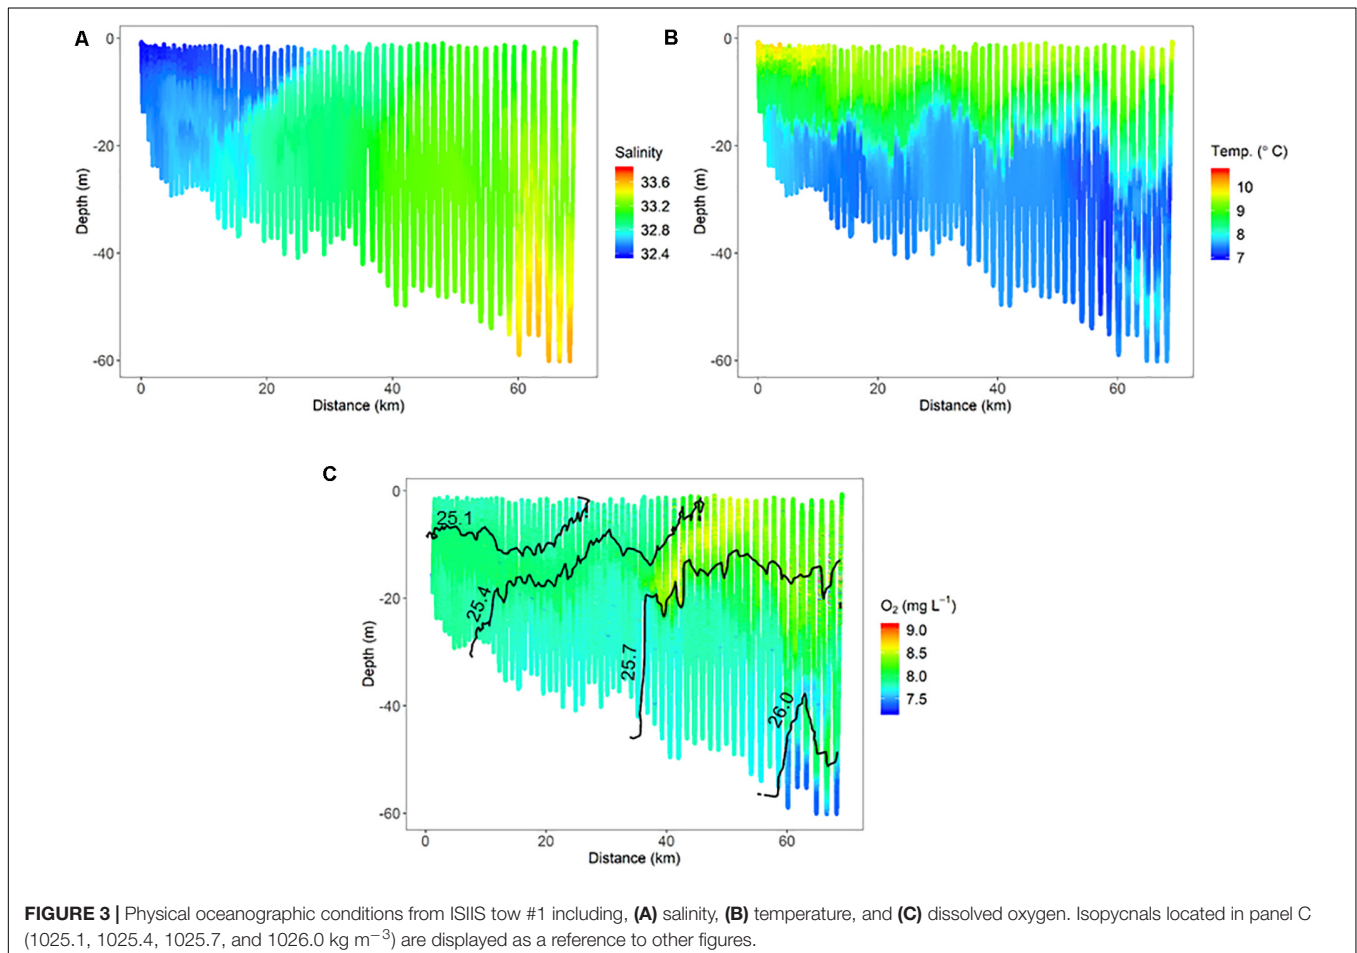 A
0
-20
-40
-60
Depth (m)
0 20 40 60
Distance (km)
Salinity
33.6
33.2
32.8
32.4
B
0
-20
-40
-60
Depth (m)
0 20 40 60
Distance (km)
Temp. (° C)
10
9
8
7
C
0
-20
-40
-60
Depth (m)
25.1
25.4
25.7
26.0
0 20 40 60
Distance (km)
O₂ (mg L⁻¹)
9.0
8.5
8.0
7.5
FIGURE 3 | Physical oceanographic conditions from ISIIS tow #1 including, (A) salinity, (B) temperature, and (C) dissolved oxygen. Isopycnals located in panel C
(1025.1, 1025.4, 1025.7, and 1026.0 kg m⁻³) are displayed as a reference to other figures.